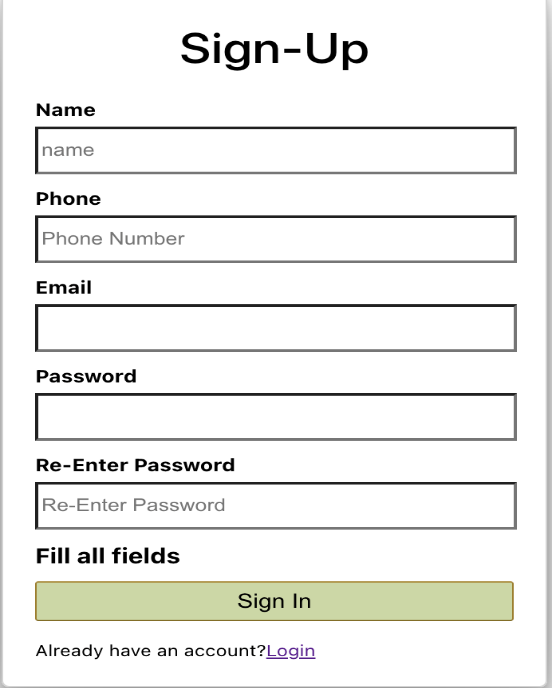 Sign-Up
Name
name
Phone
Phone Number
Email
Password
Re-Enter Password
Re-Enter Password
Fill all fields
Sign In
Already have an account?Login